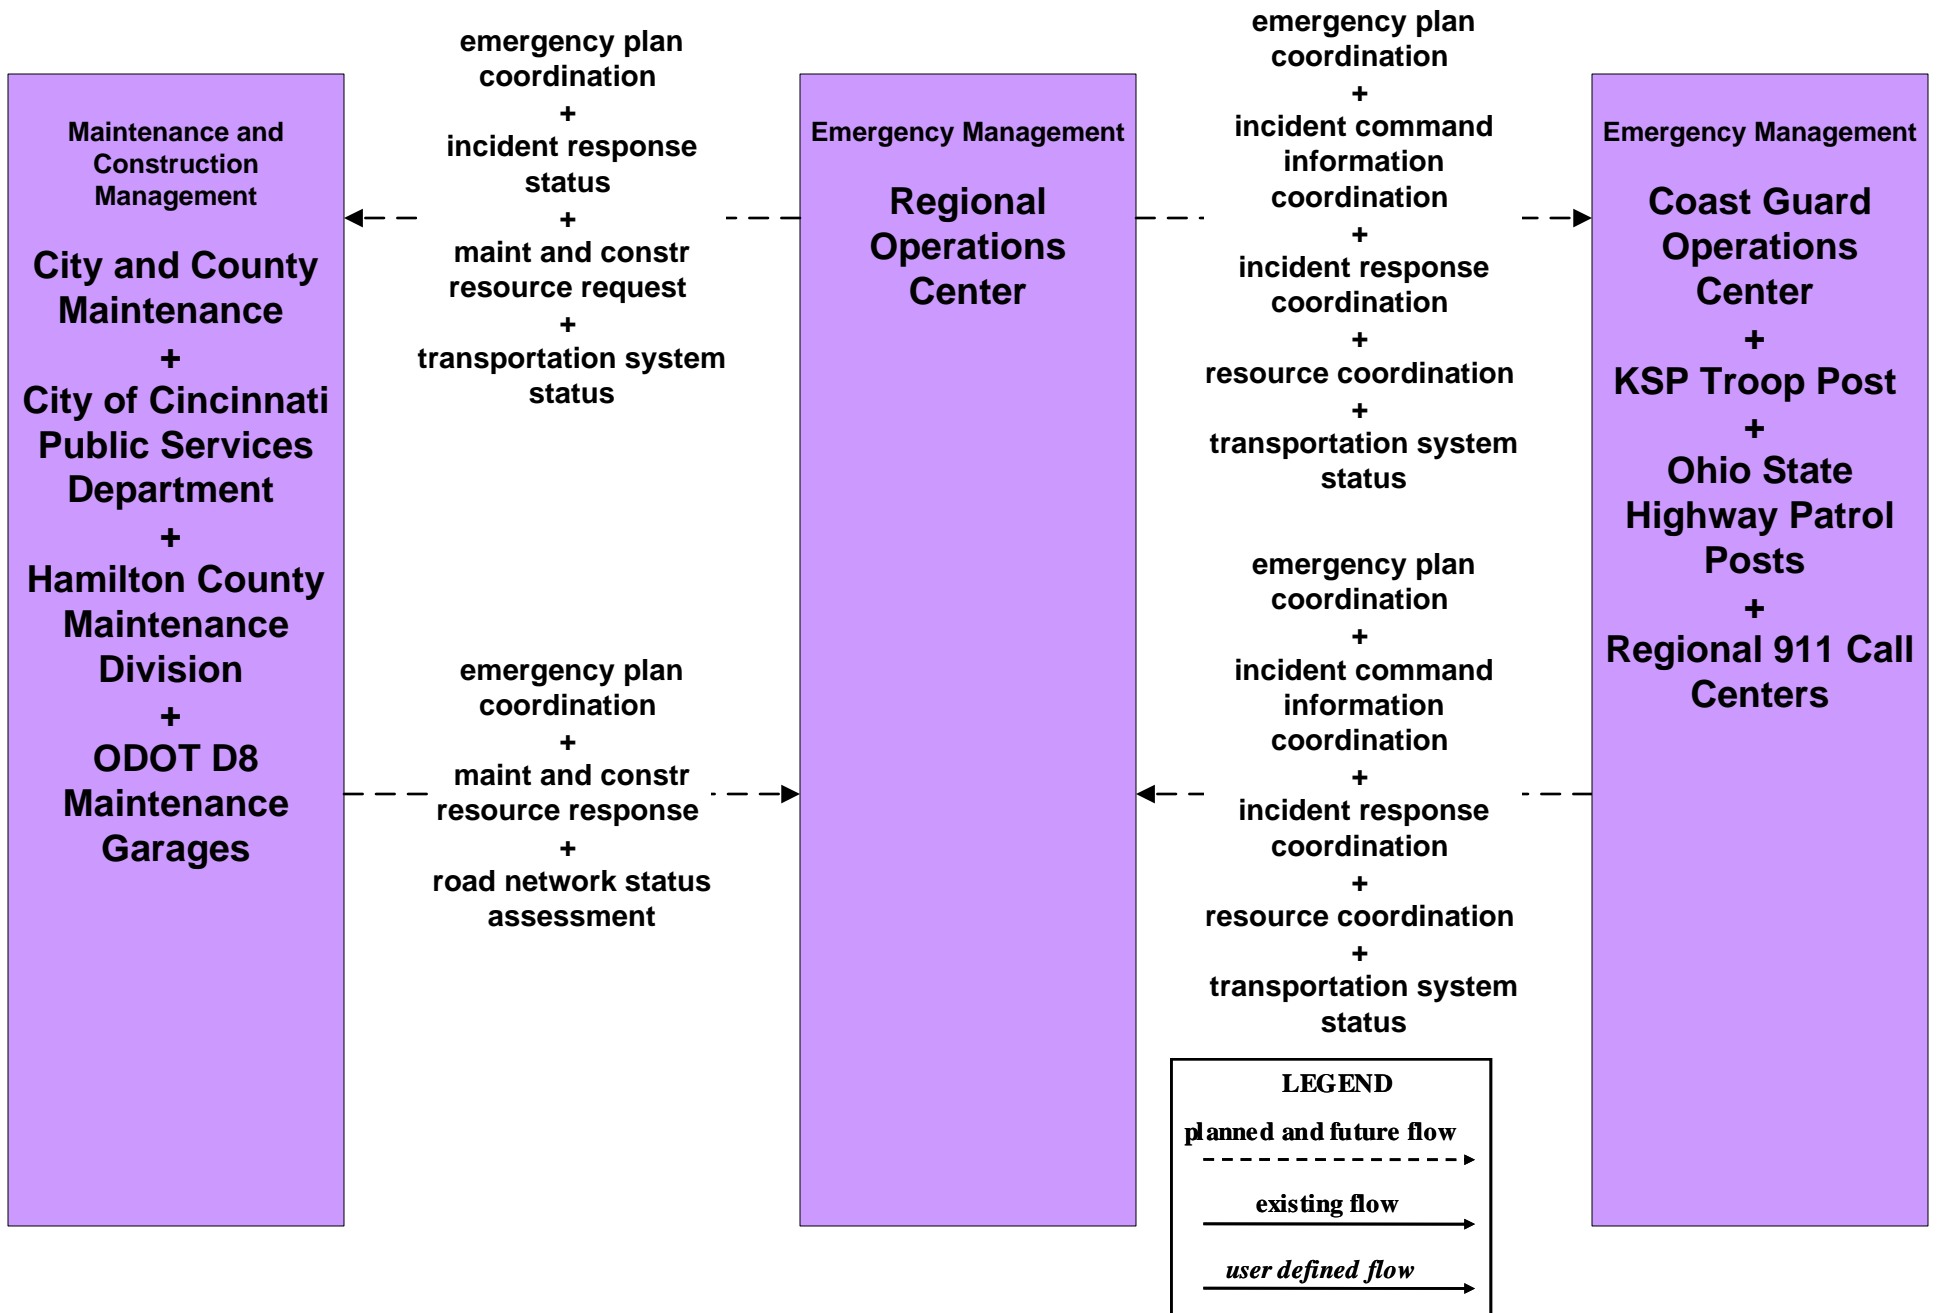 Maintenance and
Construction
Management
City and County
Maintenance
+
City of Cincinnati
Public Services
Department
+
Hamilton County
Maintenance
Division
+
ODOT D8
Maintenance
Garages
emergency plan
coordination
+
incident response
status
+
maint and constr
resource request
+
transportation system
status
emergency plan
coordination
+
maint and constr
resource response
+
road network status
assessment
Emergency Management
Regional
Operations
Center
emergency plan
coordination
+
incident command
information
coordination
+
incident response
coordination
+
resource coordination
+
transportation system
status
emergency plan
coordination
+
incident command
information
coordination
+
incident response
coordination
+
resource coordination
+
transportation system
status
Emergency Management
Coast Guard
Operations
Center
+
KSP Troop Post
+
Ohio State
Highway Patrol
Posts
+
Regional 911 Call
Centers
LEGEND
planned and future flow
existing flow
user defined flow